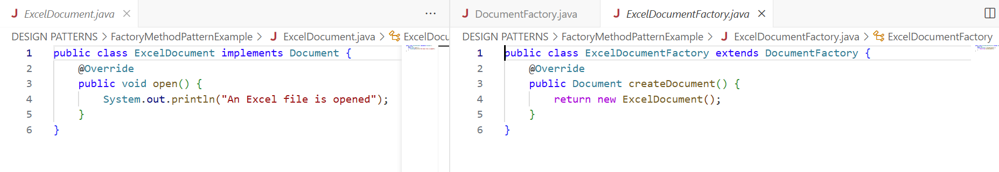 J ExcelDocument.java × ···
DESIGN PATTERNS > FactoryMethodPatternExample > J ExcelDocument.java > ExcelDocu
1 public class ExcelDocument implements Document {
2 @Override
3 public void open() {
4 System.out.println("An Excel file is opened");
5 }
6 }
J DocumentFactory.java J ExcelDocumentFactory.java ×
DESIGN PATTERNS > FactoryMethodPatternExample > J ExcelDocumentFactory.java > ExcelDocumentFactory
1 public class ExcelDocumentFactory extends DocumentFactory {
2 @Override
3 public Document createDocument() {
4 return new ExcelDocument();
5 }
6 }